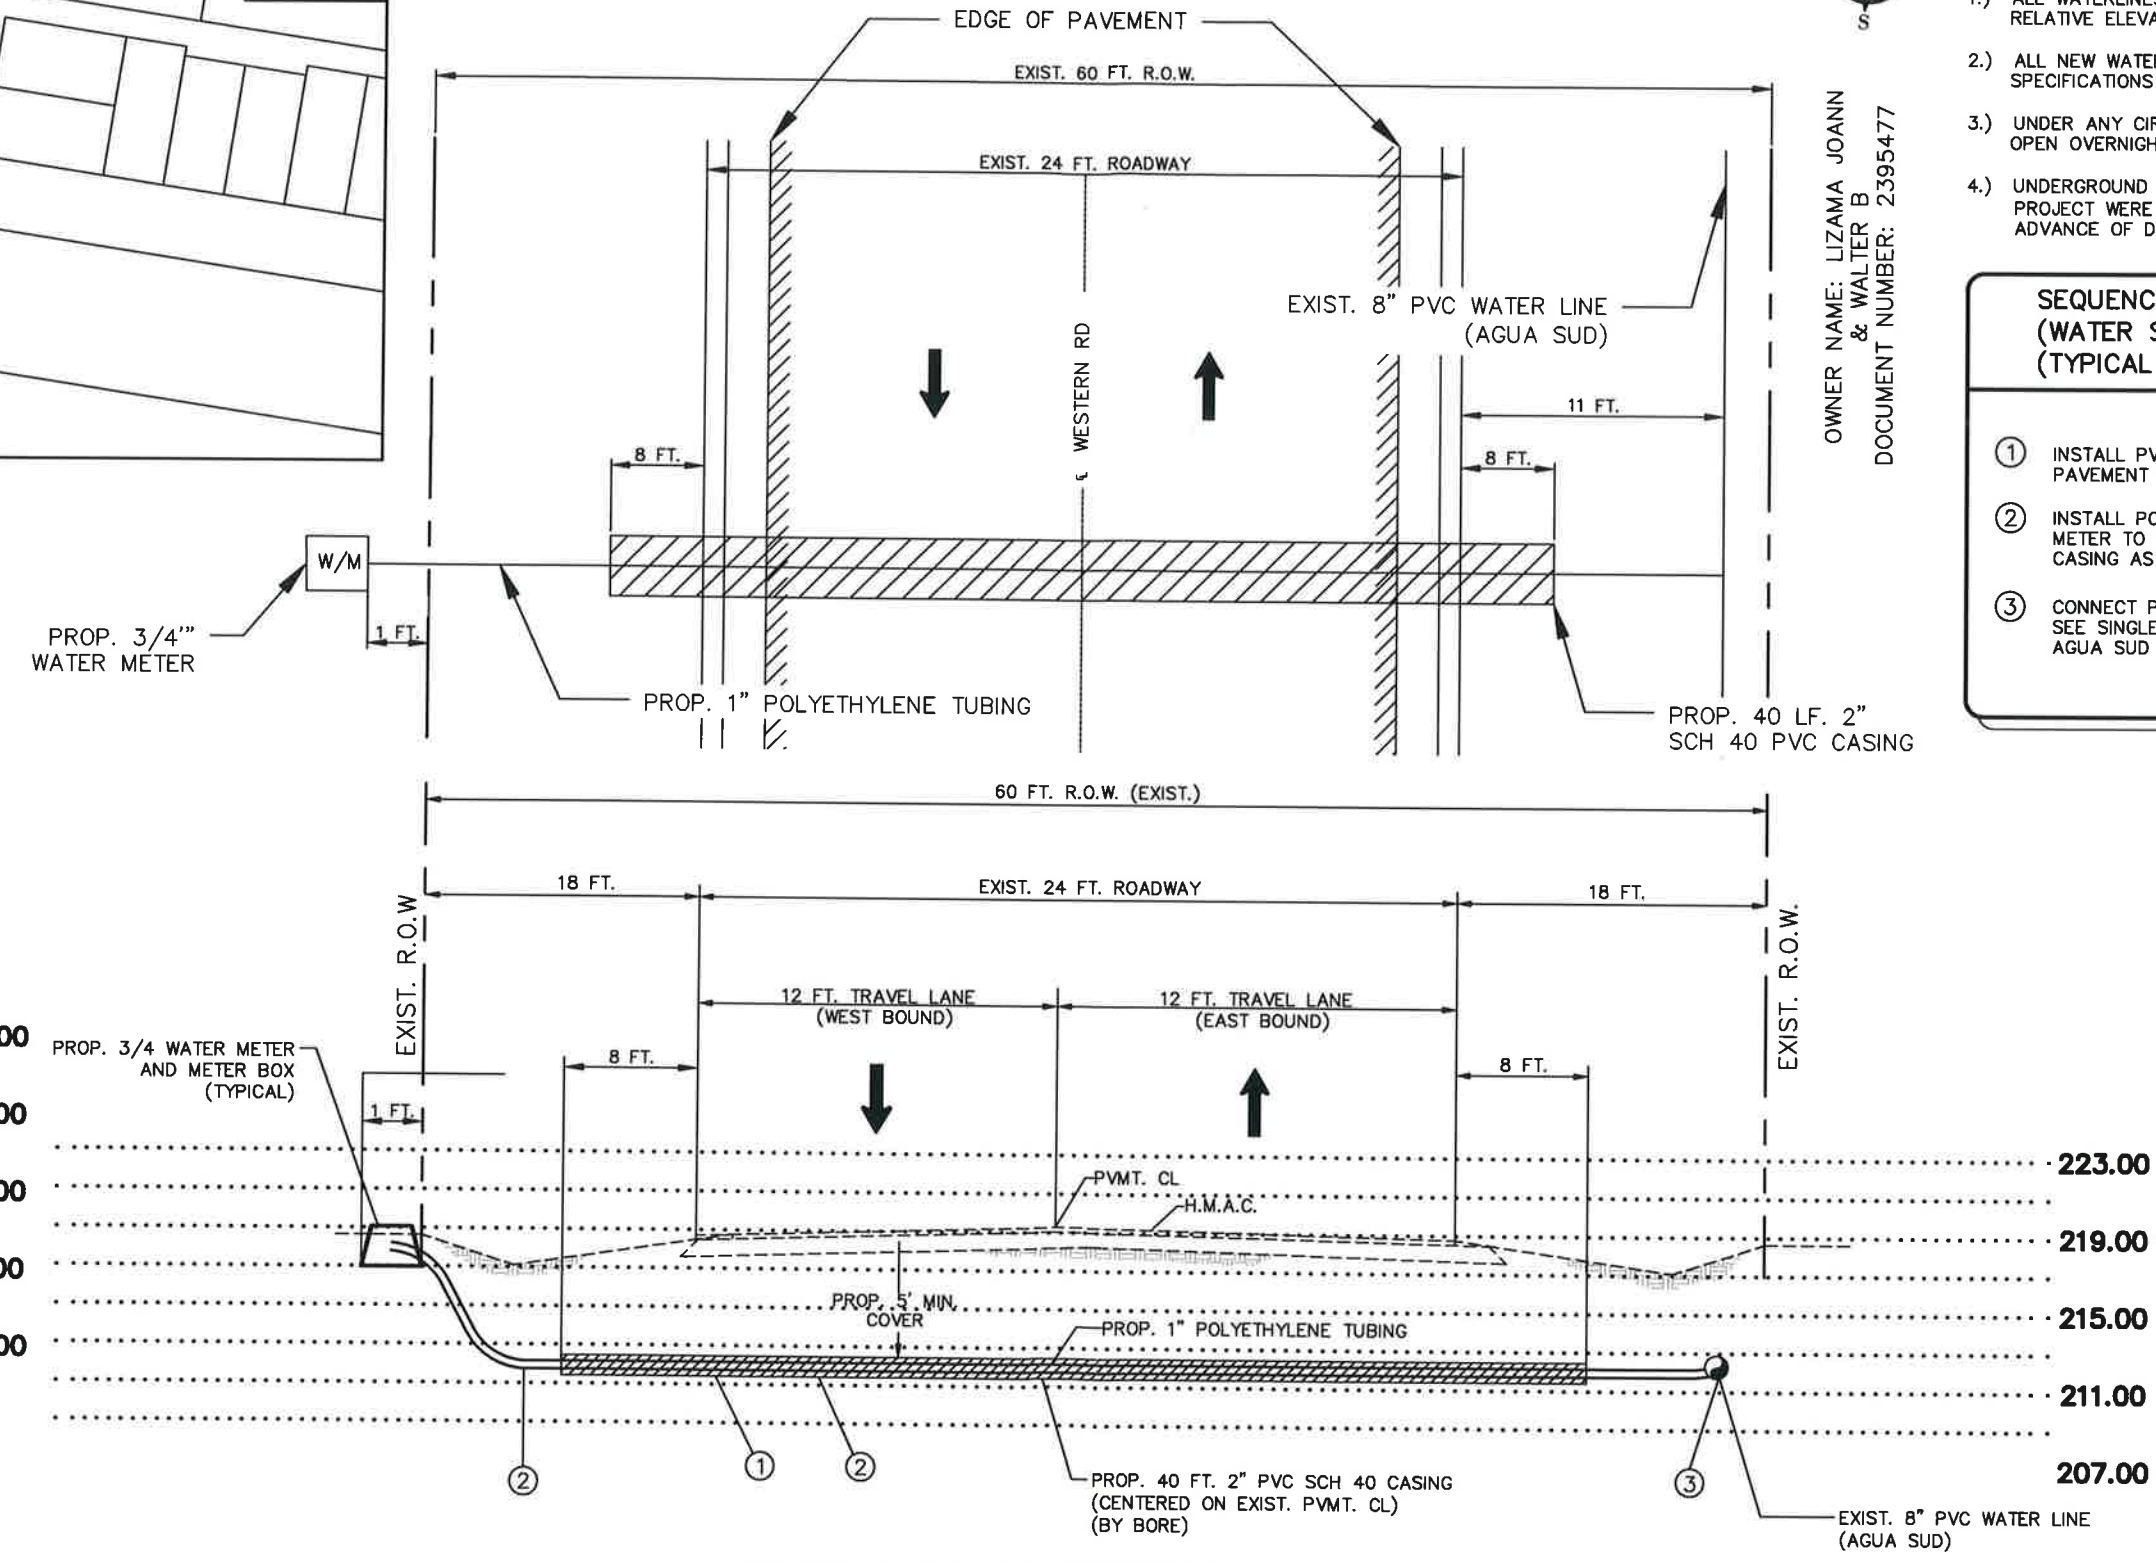 EDGE OF PAVEMENT
EXIST. 60 FT. R.O.W.
EXIST. 24 FT. ROADWAY
EXIST. 8" PVC WATER LINE
(AGUA SUD)
℄ WESTERN RD
11 FT.
8 FT.
8 FT.
W/M
1 FT.
PROP. 3/4'"
WATER METER
PROP. 1" POLYETHYLENE TUBING
PROP. 40 LF. 2"
SCH 40 PVC CASING
OWNER NAME: LIZAMA JOANN
& WALTER B
DOCUMENT NUMBER: 2395477
S
1.) ALL WATERLINES
RELATIVE
2.) ALL NEW
SPECIFICATIONS
3.) UNDER ANY
OPEN
4.) UNDERGROUND
PROJECT WERE
ADVANCE OF
(WATER
(TYPICAL
1 INSTALL
PAVEMENT
2 INSTALL
METER TO
CASING AS
3 CONNECT
SEE SINGLE
AGUA SUD
60 FT. R.O.W. (EXIST.)
18 FT.
EXIST. 24 FT. ROADWAY
18 FT.
EXIST. R.O.W
EXIST. R.O.W.
12 FT. TRAVEL LANE
(WEST BOUND)
12 FT. TRAVEL LANE
(EAST BOUND)
PROP. 3/4 WATER METER
AND METER BOX
(TYPICAL)
8 FT.
8 FT.
1 FT.
00
00
00
00
00
PVMT. CL
H.M.A.C.
223.00
219.00
215.00
211.00
207.00
PROP. 5' MIN.
COVER
PROP. 1" POLYETHYLENE TUBING
2
1
2
3
PROP. 40 FT. 2" PVC SCH 40 CASING
(CENTERED ON EXIST. PVMT. CL)
(BY BORE)
EXIST. 8" PVC WATER LINE
(AGUA SUD)